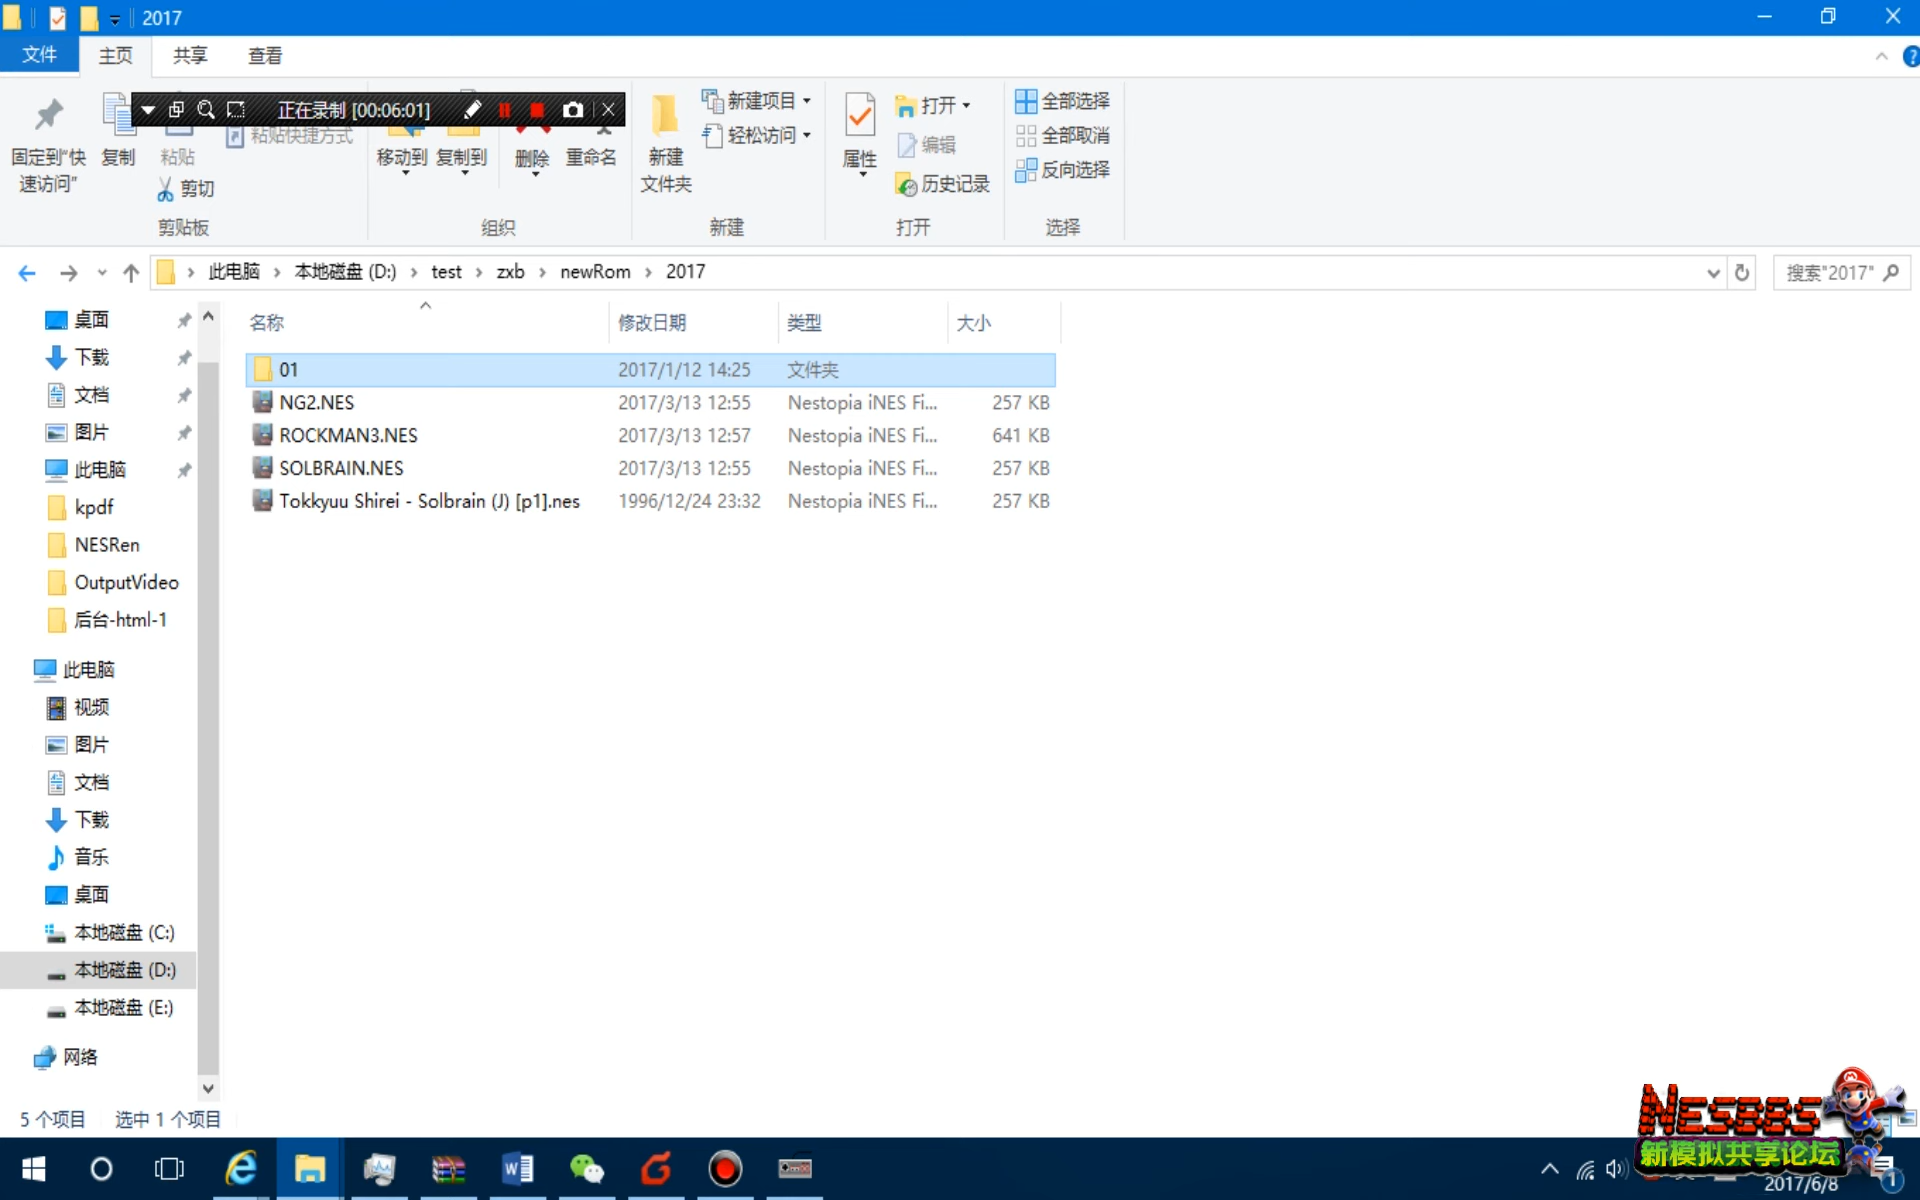 2017
文件 主页 共享 查看
正在录制 [00:06:01]
固定到"快
速访问"
复制
粘贴
粘贴快捷方式
剪切
剪贴板
移动到
复制到
删除
重命名
组织
新建
文件夹
新建项目
轻松访问
新建
属性
打开
编辑
历史记录
打开
全部选择
全部取消
反向选择
选择
此电脑 › 本地磁盘 (D:) › test › zxb › newRom › 2017
搜索"2017"
桌面
下载
文档
图片
此电脑
kpdf
NESRen
OutputVideo
后台-html-1
此电脑
视频
图片
文档
下载
音乐
桌面
本地磁盘 (C:)
本地磁盘 (D:)
本地磁盘 (E:)
网络
名称 修改日期 类型 大小
01 2017/1/12 14:25 文件夹
NG2.NES 2017/3/13 12:55 Nestopia iNES Fi... 257 KB
ROCKMAN3.NES 2017/3/13 12:57 Nestopia iNES Fi... 641 KB
SOLBRAIN.NES 2017/3/13 12:55 Nestopia iNES Fi... 257 KB
Tokkyuu Shirei - Solbrain (J) [p1].nes 1996/12/24 23:32 Nestopia iNES Fi... 257 KB
5 个项目 选中 1 个项目
NESBBS
新模拟共享论坛
2017/6/8
1